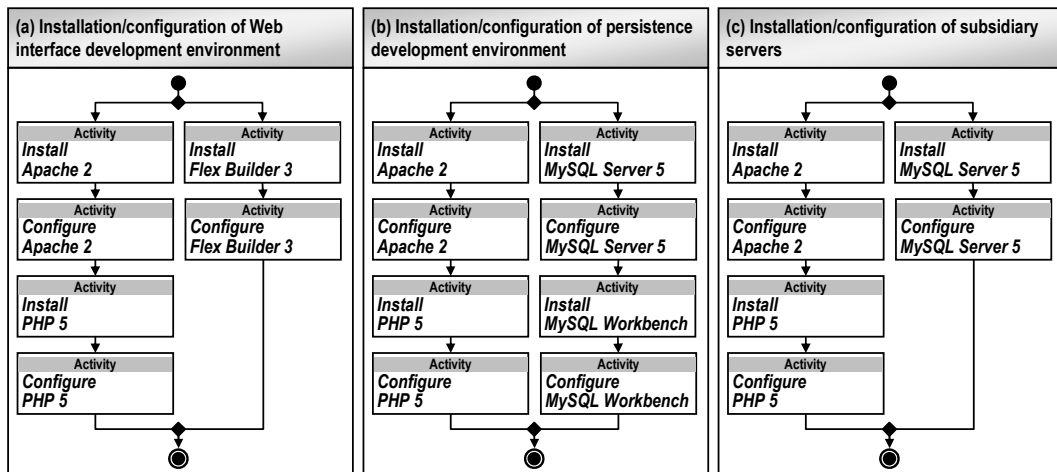 (a) Installation/configuration of Web
interface development environment
Activity
Install
Apache 2
Activity
Configure
Apache 2
Activity
Install
PHP 5
Activity
Configure
PHP 5
Activity
Install
Flex Builder 3
Activity
Configure
Flex Builder 3
(b) Installation/configuration of persistence
development environment
Activity
Install
Apache 2
Activity
Configure
Apache 2
Activity
Install
PHP 5
Activity
Configure
PHP 5
Activity
Install
MySQL Server 5
Activity
Configure
MySQL Server 5
Activity
Install
MySQL Workbench
Activity
Configure
MySQL Workbench
(c) Installation/configuration of subsidiary
servers
Activity
Install
Apache 2
Activity
Configure
Apache 2
Activity
Install
PHP 5
Activity
Configure
PHP 5
Activity
Install
MySQL Server 5
Activity
Configure
MySQL Server 5